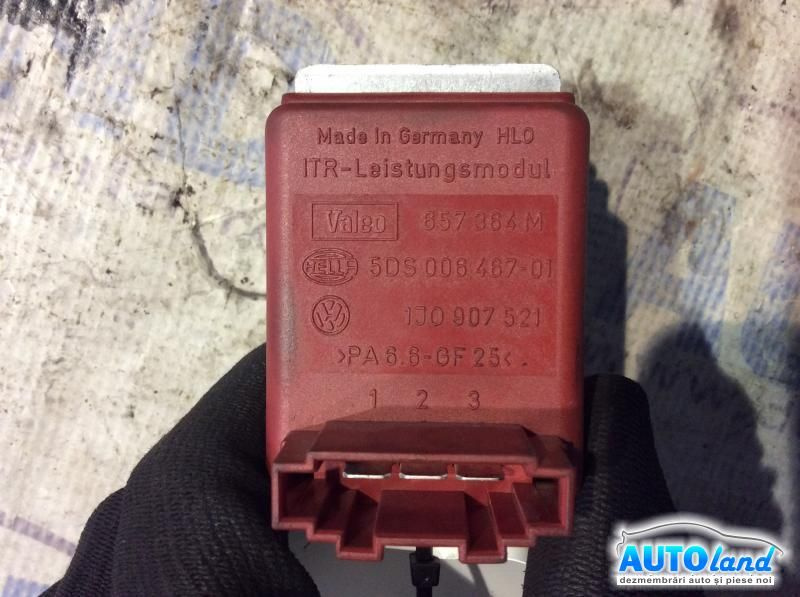 Made In Germany HLO
ITR-Leistungsmodul
Valeo 657 364 M
HELLA 5DS 006 467-01
VW 1J0 907 521
>PA 6.6-GF 25< .
1 2 3
AUTOland
dezmembrări auto și piese noi